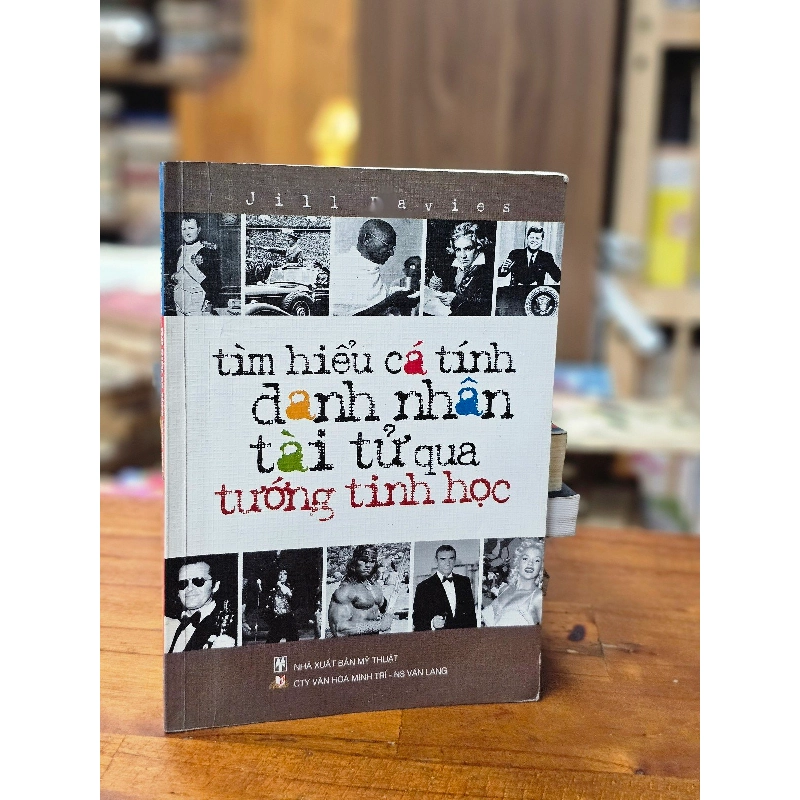 Jill Davies
tìm hiểu cá tính
danh nhân
tài tử qua
tướng tinh học
NHÀ XUẤT BẢN MỸ THUẬT
CTY VĂN HÓA MINH TRÍ - NS VĂN LANG